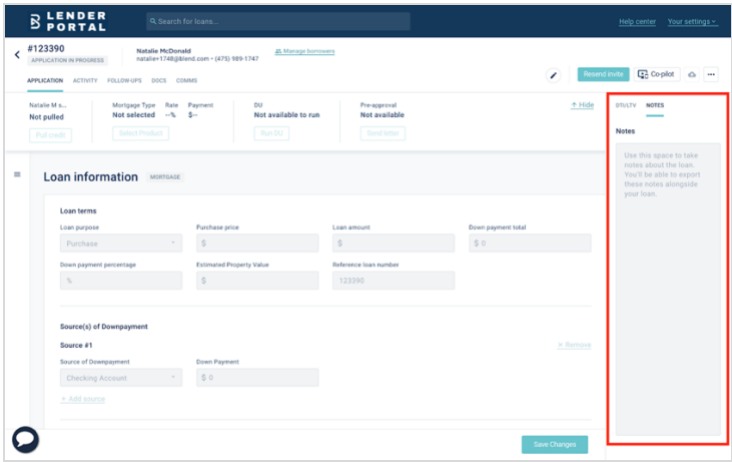 LENDER
PORTAL
Search for loans...
Help center
Your settings
#123390
APPLICATION IN PROGRESS
Natalie McDonald
natalie+1748@blend.com • (475) 989-1747
Manage borrowers
APPLICATION ACTIVITY FOLLOW-UPS DOCS COMMS
Resend invite
Co-pilot
Natalie M s...
Not pulled
Pull credit
Mortgage Type Rate Payment
Not selected --% $--
Select Product
DU
Not available to run
Run DU
Pre-approval
Not available
Send letter
Hide
DTI/LTV NOTES
Notes
Use this space to take
notes about the loan.
You'll be able to export
these notes alongside
your loan.
Loan information MORTGAGE
Loan terms
Loan purpose Purchase price Loan amount Down payment total
Purchase $ $ $ 0
Down payment percentage Estimated Property Value Reference loan number
% $ 123390
Source(s) of Downpayment
Source #1
× Remove
Source of Downpayment Down Payment
Checking Account $ 0
+ Add source
Save Changes